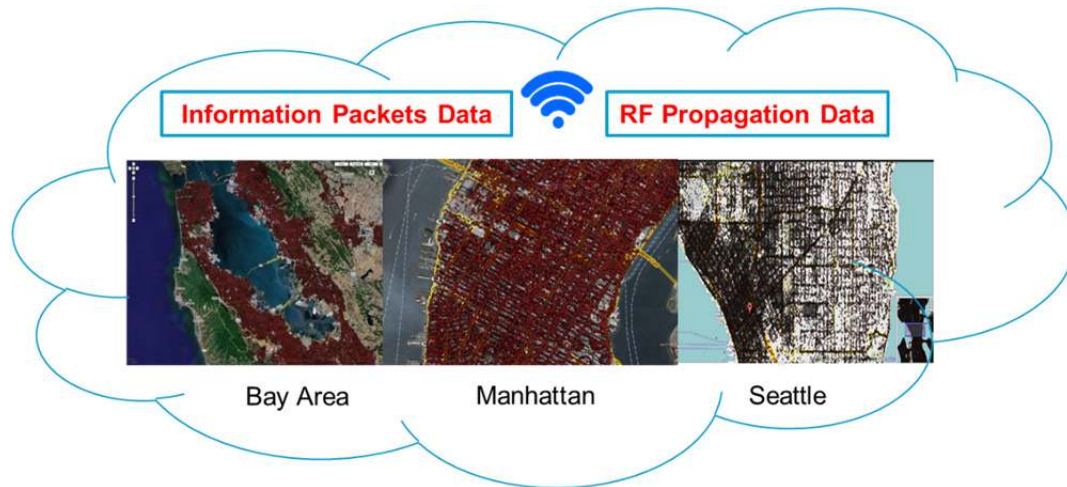 Information Packets Data
RF Propagation Data
Bay Area
Manhattan
Seattle